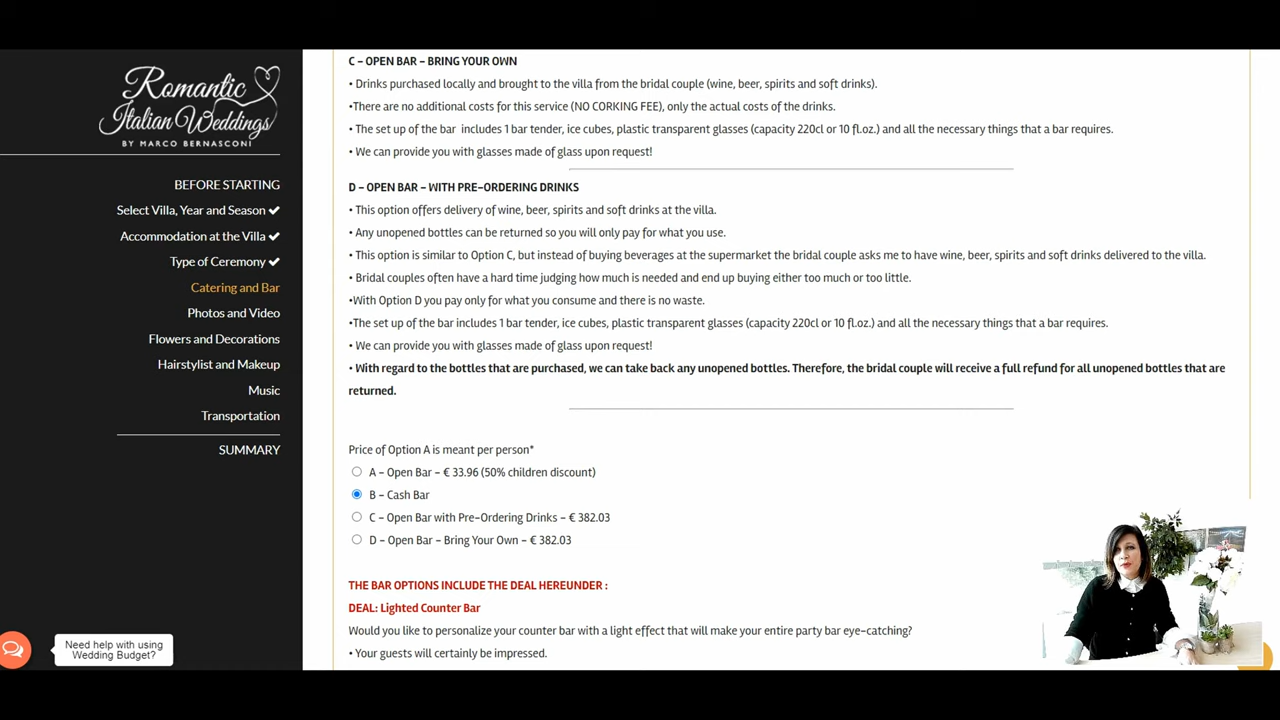 Romantic
Italian Weddings
BY MARCO BERNASCONI
BEFORE STARTING
Select Villa, Year and Season ✔
Accommodation at the Villa ✔
Type of Ceremony ✔
Catering and Bar
Photos and Video
Flowers and Decorations
Hairstylist and Makeup
Music
Transportation
SUMMARY
Need help with using
Wedding Budget?
C – OPEN BAR – BRING YOUR OWN
• Drinks purchased locally and brought to the villa from the bridal couple (wine, beer, spirits and soft drinks).
•There are no additional costs for this service (NO CORKING FEE), only the actual costs of the drinks.
•The set up of the bar includes 1 bar tender, ice cubes, plastic transparent glasses (capacity 220cl or 10 fl.oz.) and all the necessary things that a bar requires.
• We can provide you with glasses made of glass upon request!
D – OPEN BAR – WITH PRE-ORDERING DRINKS
• This option offers delivery of wine, beer, spirits and soft drinks at the villa.
• Any unopened bottles can be returned so you will only pay for what you use.
• This option is similar to Option C, but instead of buying beverages at the supermarket the bridal couple asks me to have wine, beer, spirits and soft drinks delivered to the villa.
• Bridal couples often have a hard time judging how much is needed and end up buying either too much or too little.
•With Option D you pay only for what you consume and there is no waste.
•The set up of the bar includes 1 bar tender, ice cubes, plastic transparent glasses (capacity 220cl or 10 fl.oz.) and all the necessary things that a bar requires.
• We can provide you with glasses made of glass upon request!
• With regard to the bottles that are purchased, we can take back any unopened bottles. Therefore, the bridal couple will receive a full refund for all unopened bottles that are
returned.
Price of Option A is meant per person*
A – Open Bar – € 33.96 (50% children discount)
B – Cash Bar
C – Open Bar with Pre-Ordering Drinks – € 382.03
D – Open Bar – Bring Your Own – € 382.03
THE BAR OPTIONS INCLUDE THE DEAL HEREUNDER :
DEAL: Lighted Counter Bar
Would you like to personalize your counter bar with a light effect that will make your entire party bar eye-catching?
• Your guests will certainly be impressed.